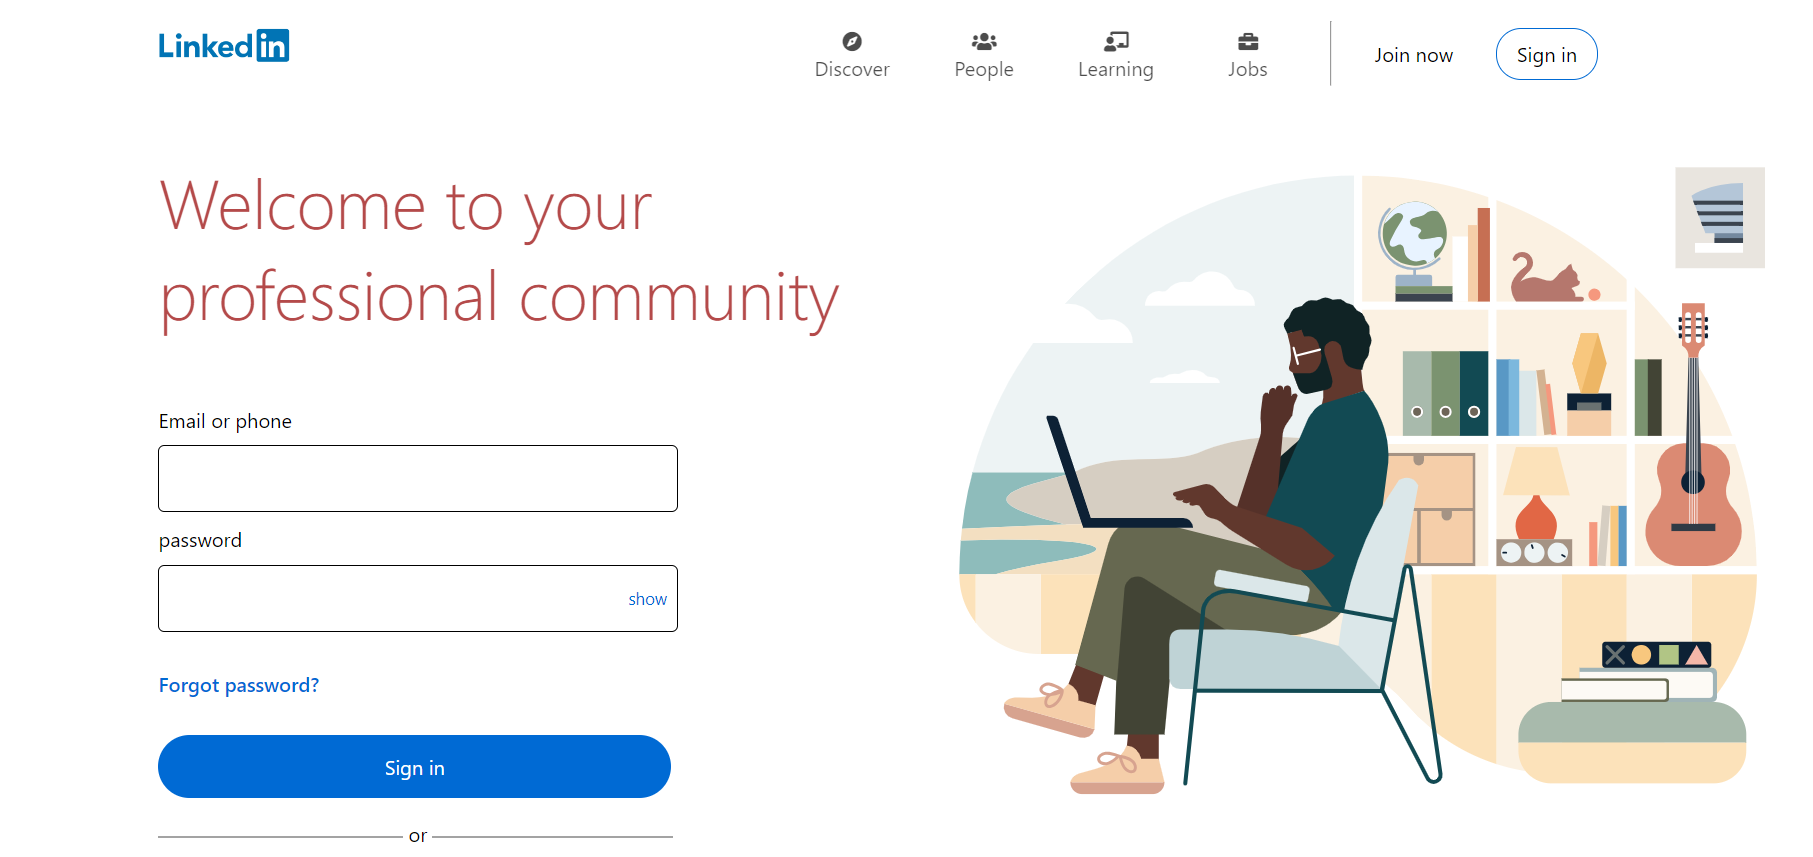 Linkedin
Discover
People
Learning
Jobs
Join now
Sign in
Welcome to your
professional community
Email or phone
password
show
Forgot password?
Sign in
or